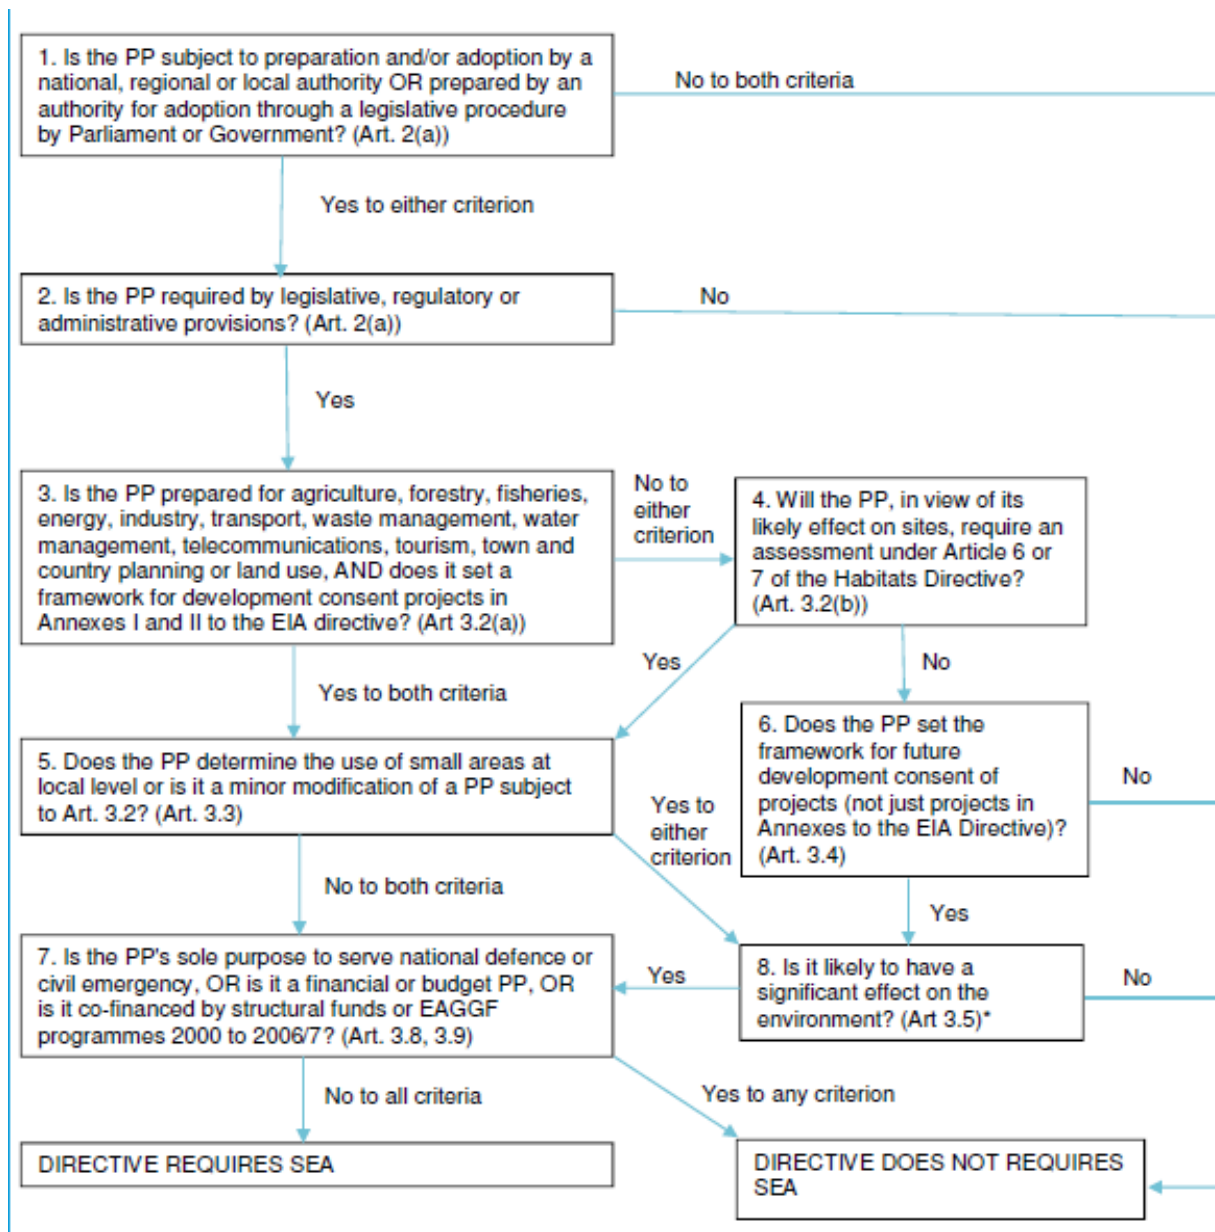 1. Is the PP subject to preparation and/or adoption by a
national, regional or local authority OR prepared by an
authority for adoption through a legislative procedure
by Parliament or Government? (Art. 2(a))
No to both criteria
Yes to either criterion
2. Is the PP required by legislative, regulatory or
administrative provisions? (Art. 2(a))
No
Yes
3. Is the PP prepared for agriculture, forestry, fisheries,
energy, industry, transport, waste management, water
management, telecommunications, tourism, town and
country planning or land use, AND does it set a
framework for development consent projects in
Annexes I and II to the EIA directive? (Art 3.2(a))
No to
either
criterion
4. Will the PP, in view of its
likely effect on sites, require an
assessment under Article 6 or
7 of the Habitats Directive?
(Art. 3.2(b))
Yes to both criteria
Yes
No
5. Does the PP determine the use of small areas at
local level or is it a minor modification of a PP subject
to Art. 3.2? (Art. 3.3)
Yes to
either
criterion
6. Does the PP set the
framework for future
development consent of
projects (not just projects in
Annexes to the EIA Directive)?
(Art. 3.4)
No
No to both criteria
Yes
7. Is the PP's sole purpose to serve national defence or
civil emergency, OR is it a financial or budget PP, OR
is it co-financed by structural funds or EAGGF
programmes 2000 to 2006/7? (Art. 3.8, 3.9)
Yes
8. Is it likely to have a
significant effect on the
environment? (Art 3.5)*
No
No to all criteria
Yes to any criterion
DIRECTIVE REQUIRES SEA
DIRECTIVE DOES NOT REQUIRES
SEA